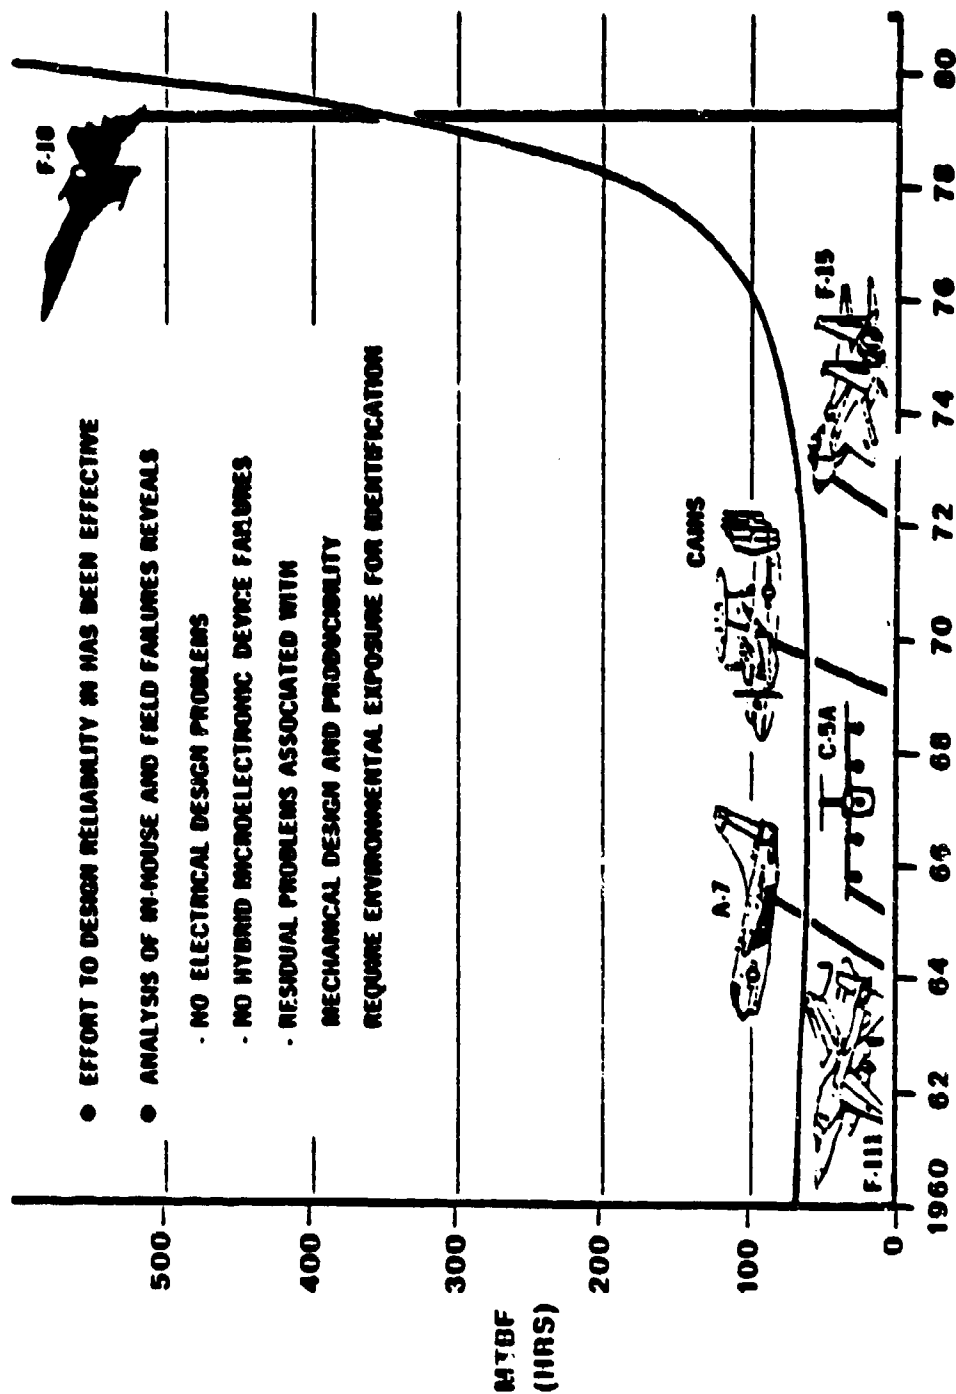 ● EFFORT TO DESIGN RELIABILITY IN HAS BEEN EFFECTIVE
● ANALYSIS OF IN-HOUSE AND FIELD FAILURES REVEALS
- NO ELECTRICAL DESIGN PROBLEMS
- NO HYBRID MICROELECTRONIC DEVICE FAILURES
- RESIDUAL PROBLEMS ASSOCIATED WITH
MECHANICAL DESIGN AND PRODUCIBILITY
REQUIRE ENVIRONMENTAL EXPOSURE FOR IDENTIFICATION
F-18
500
400
300
200
100
0
MTBF
(HRS)
A-7
CAINS
F-111
C-5A
F-15
1960 62 64 66 68 70 72 74 76 78 80